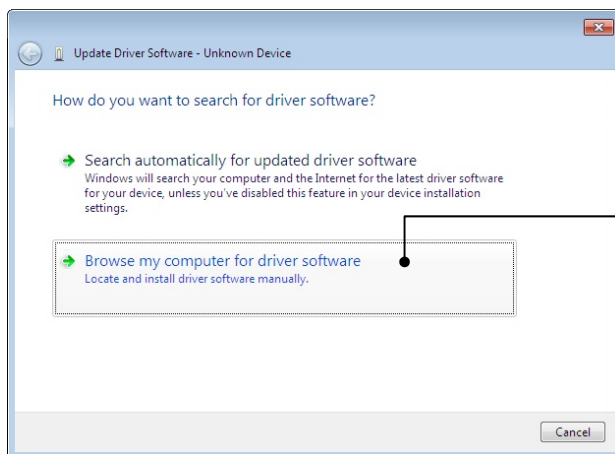 Update Driver Software - Unknown Device
How do you want to search for driver software?
Search automatically for updated driver software
Windows will search your computer and the Internet for the latest driver software
for your device, unless you've disabled this feature in your device installation
settings.
Browse my computer for driver software
Locate and install driver software manually.
Cancel